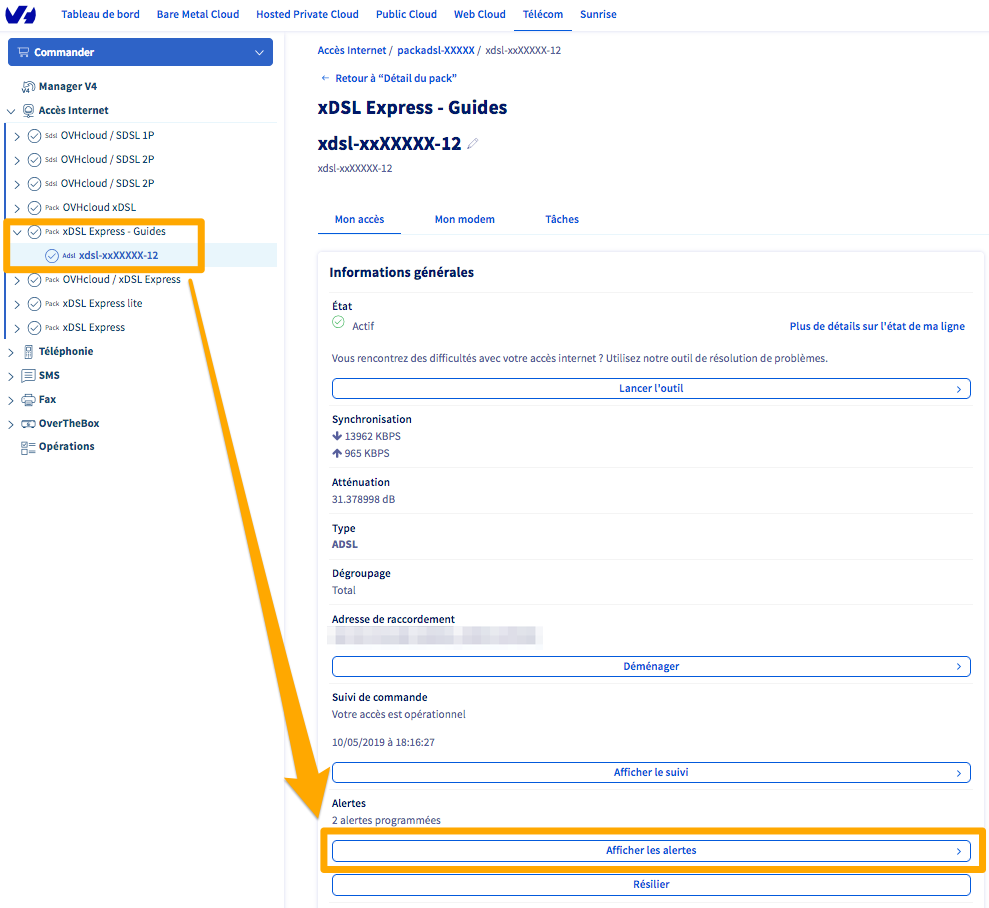 Tableau de bord
Bare Metal Cloud
Hosted Private Cloud
Public Cloud
Web Cloud
Télécom
Sunrise
Commander
Manager V4
Accès Internet
Sdsl OVHcloud / SDSL 1P
Sdsl OVHcloud / SDSL 2P
Sdsl OVHcloud / SDSL 2P
Pack OVHcloud xDSL
Pack xDSL Express - Guides
Adsl xdsl-xxXXXXX-12
Pack OVHcloud / xDSL Express
Pack xDSL Express lite
Pack xDSL Express
Téléphonie
SMS
Fax
OverTheBox
Opérations
Accès Internet / packadsl-XXXXX / xdsl-xxXXXXX-12
← Retour à “Détail du pack”
xDSL Express - Guides
xdsl-xxXXXXX-12
xdsl-xxXXXXX-12
Mon accès
Mon modem
Tâches
Informations générales
État
Actif
Plus de détails sur l'état de ma ligne
Vous rencontrez des difficultés avec votre accès internet ? Utilisez notre outil de résolution de problèmes.
Lancer l'outil
Synchronisation
13962 KBPS
965 KBPS
Atténuation
31.378998 dB
Type
ADSL
Dégroupage
Total
Adresse de raccordement
Déménager
Suivi de commande
Votre accès est opérationnel
10/05/2019 à 18:16:27
Afficher le suivi
Alertes
2 alertes programmées
Afficher les alertes
Résilier